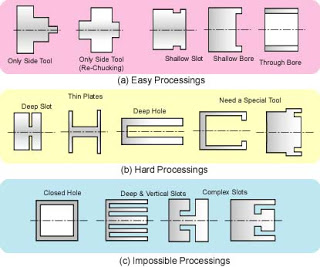 Only Side Tool
Only Side Tool
(Re-Chucking)
Shallow Slot
Shallow Bore
Through Bore
(a) Easy Processings
Deep Slot
Thin Plates
Deep Hole
Need a Special Tool
(b) Hard Processings
Closed Hole
Deep & Vertical Slots
Complex Slots
(c) Impossible Processings